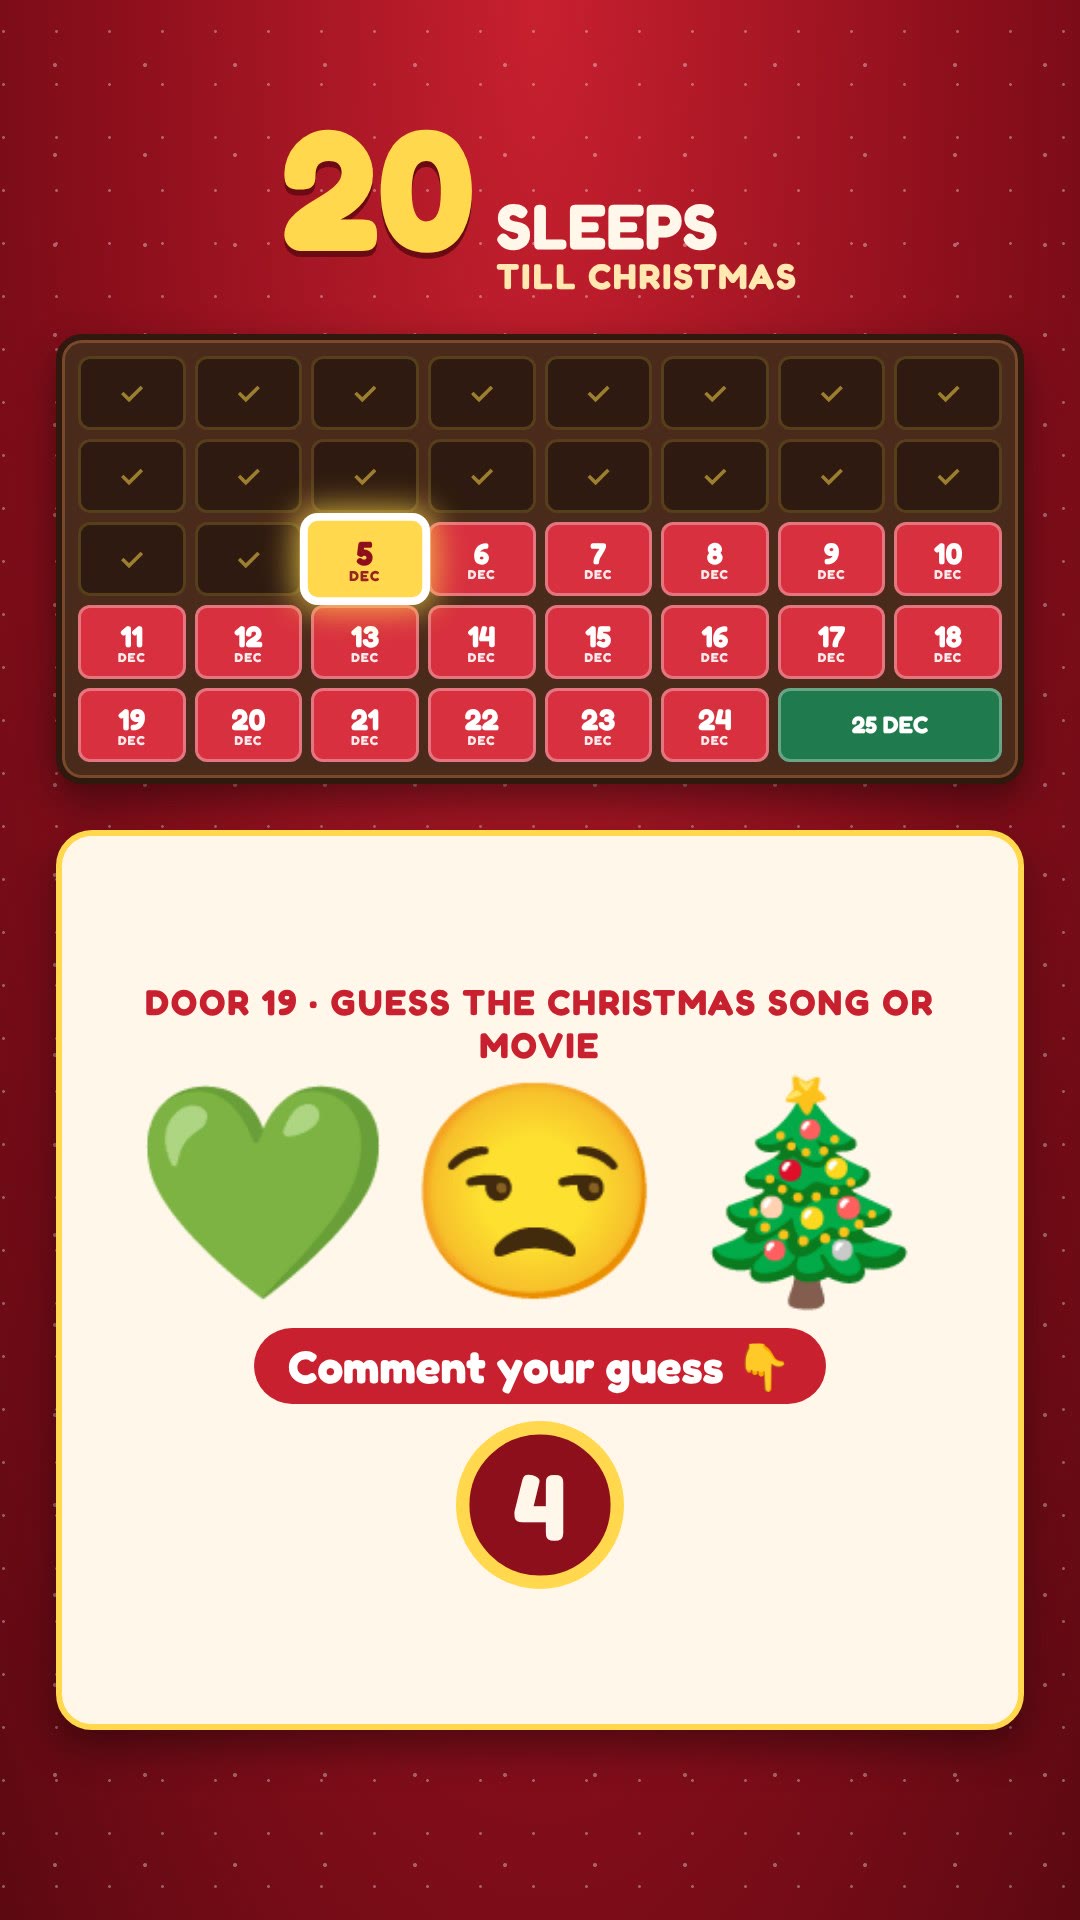 20 SLEEPS
TILL CHRISTMAS
5 DEC
6 DEC
7 DEC
8 DEC
9 DEC
10 DEC
11 DEC
12 DEC
13 DEC
14 DEC
15 DEC
16 DEC
17 DEC
18 DEC
19 DEC
20 DEC
21 DEC
22 DEC
23 DEC
24 DEC
25 DEC
DOOR 19 · GUESS THE CHRISTMAS SONG OR
MOVIE
Comment your guess 👇
4